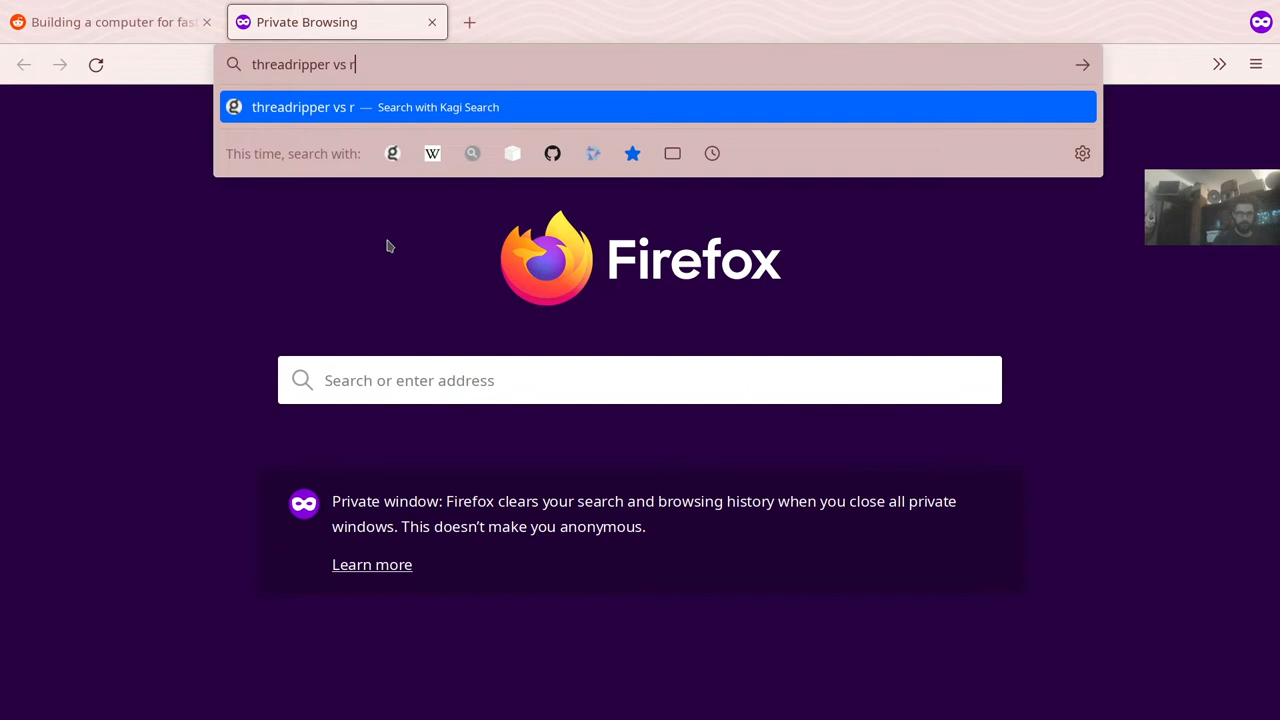 Building a computer for fast
Private Browsing
threadripper vs r
threadripper vs r — Search with Kagi Search
This time, search with:
W
Firefox
Search or enter address
Private window: Firefox clears your search and browsing history when you close all private
windows. This doesn’t make you anonymous.
Learn more